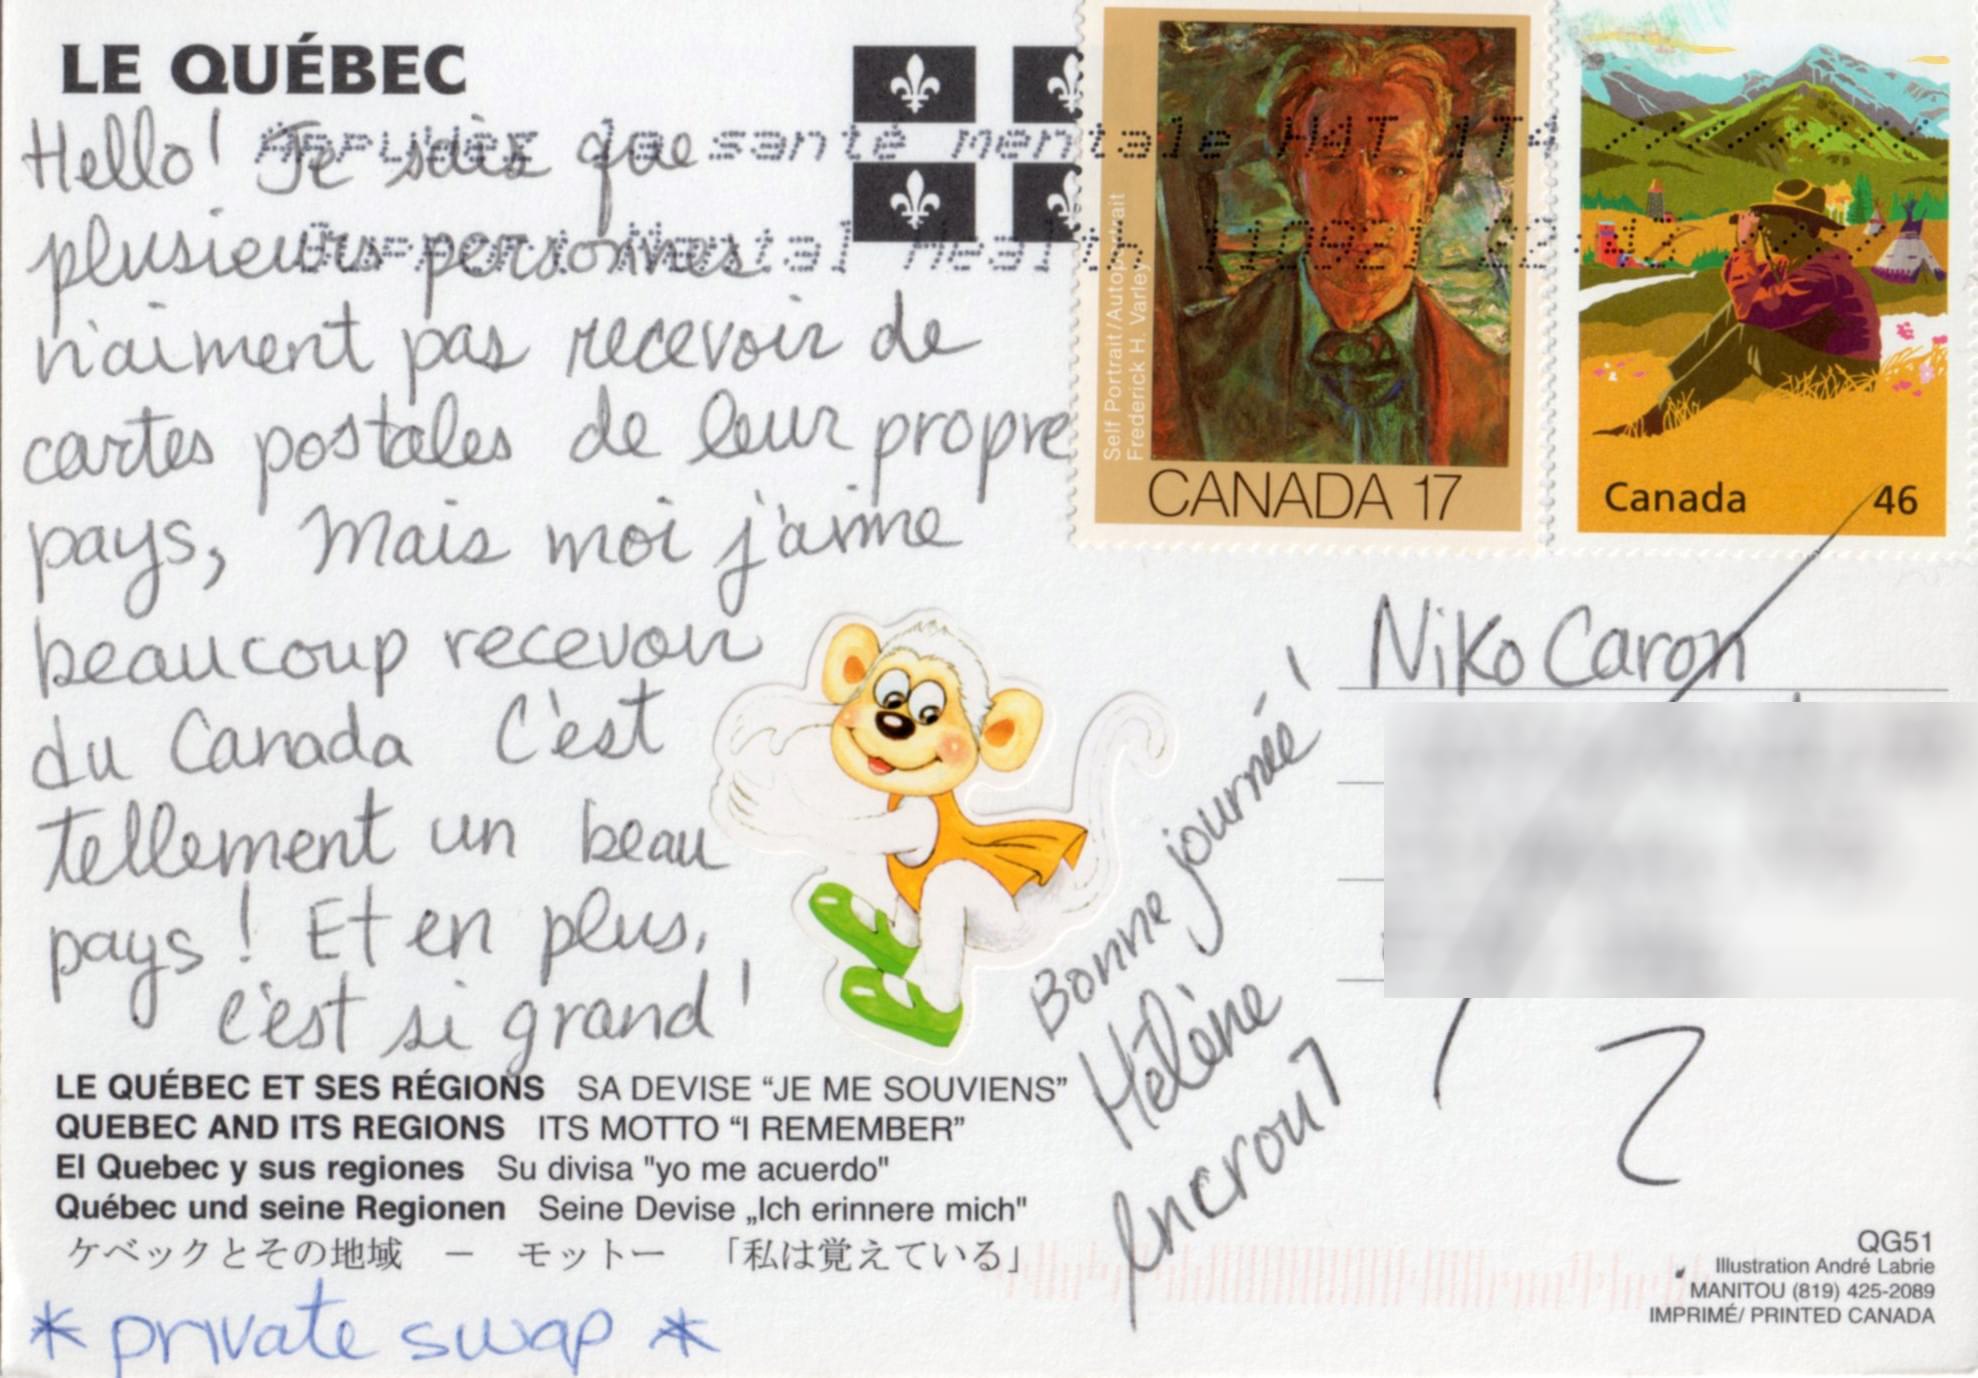 LE QUÉBEC
Hello! Je sais que
plusieurs personnes
n'aiment pas recevoir de
cartes postales de leur propre
pays, Mais moi j'aime
beaucoup recevoir
du Canada C'est
tellement un beau
pays! Et en plus,
c'est si grand!
Bonne journée!
Hélène
Appuyez la santé mentale H4T 1T4
Support Mental Health
Self Portrait/Autoportrait
Frederick H. Varley
CANADA 17
Canada 46
Niko Caron
LE QUÉBEC ET SES RÉGIONS SA DEVISE “JE ME SOUVIENS”
QUEBEC AND ITS REGIONS ITS MOTTO “I REMEMBER”
El Quebec y sus regiones Su divisa "yo me acuerdo"
Québec und seine Regionen Seine Devise „Ich erinnere mich"
ケベックとその地域 − モットー 「私は覚えている」
*private swap*
QG51
Illustration André Labrie
MANITOU (819) 425-2089
IMPRIMÉ/ PRINTED CANADA